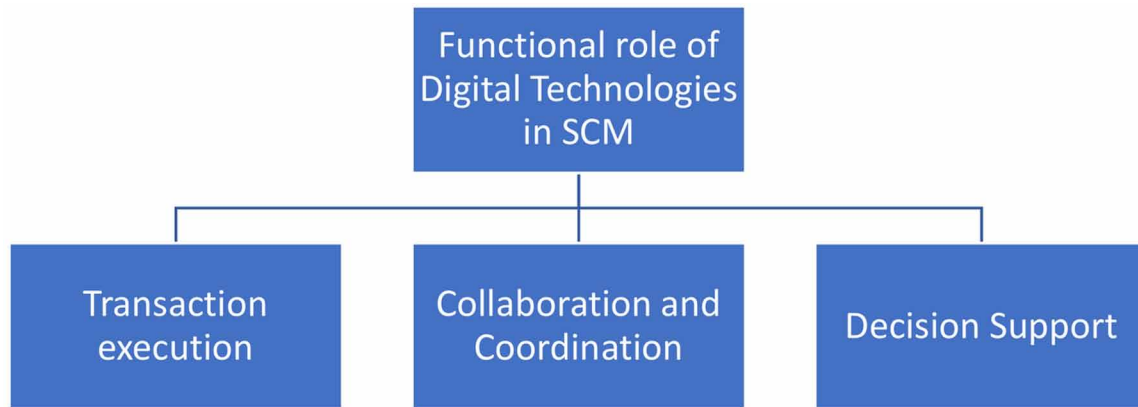 Functional role of
Digital Technologies
in SCM
Transaction
execution
Collaboration and
Coordination
Decision Support